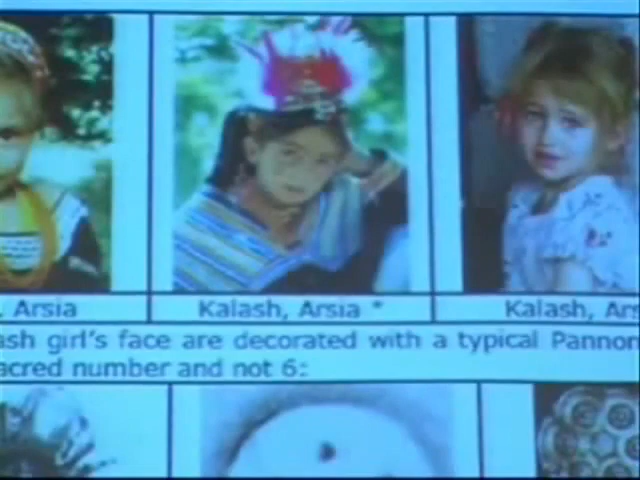 , Arsia
Kalash, Arsia *
Kalash, Ars
ash girl's face are decorated with a typical Pannon
acred number and not 6: